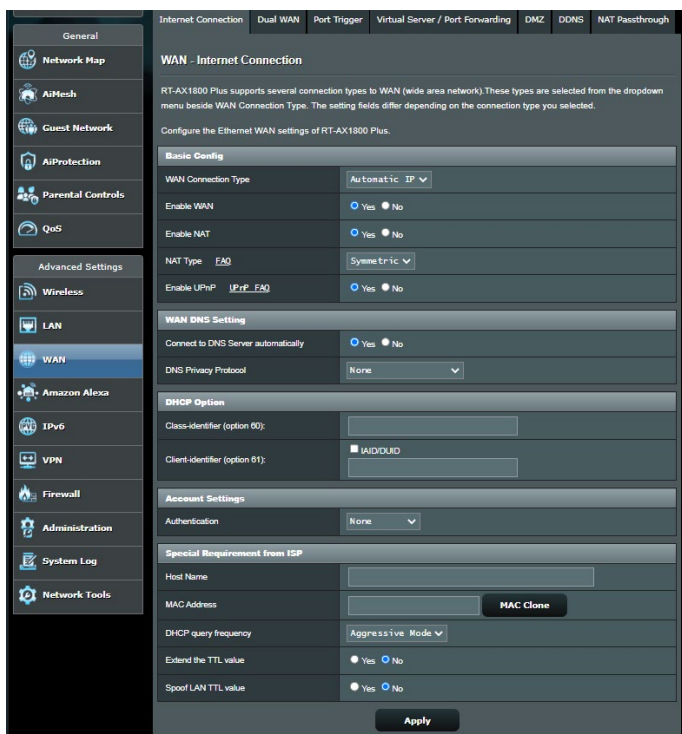 General
Network Map
AiMesh
Guest Network
AiProtection
Parental Controls
QoS
Advanced Settings
Wireless
LAN
WAN
Amazon Alexa
IPv6
VPN
Firewall
Administration
System Log
Network Tools
Internet Connection Dual WAN Port Trigger Virtual Server / Port Forwarding DMZ DDNS NAT Passthrough
WAN - Internet Connection
RT-AX1800 Plus supports several connection types to WAN (wide area network).These types are selected from the dropdown
menu beside WAN Connection Type. The setting fields differ depending on the connection type you selected.
Configure the Ethernet WAN settings of RT-AX1800 Plus.
Basic Config
WAN Connection Type Automatic IP
Enable WAN Yes No
Enable NAT Yes No
NAT Type FAQ Symmetric
Enable UPnP UPnP FAQ Yes No
WAN DNS Setting
Connect to DNS Server automatically Yes No
DNS Privacy Protocol None
DHCP Option
Class-identifier (option 60):
IAID/DUID
Client-identifier (option 61):
Account Settings
Authentication None
Special Requirement from ISP
Host Name
MAC Address MAC Clone
DHCP query frequency Aggressive Mode
Extend the TTL value Yes No
Spoof LAN TTL value Yes No
Apply